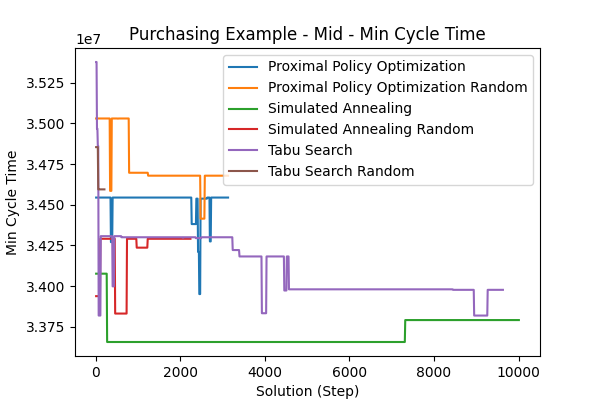 Purchasing Example - Mid - Min Cycle Time
1e7
3.525
3.500
3.475
3.450
3.425
3.400
3.375
Min Cycle Time
Proximal Policy Optimization
Proximal Policy Optimization Random
Simulated Annealing
Simulated Annealing Random
Tabu Search
Tabu Search Random
0 2000 4000 6000 8000 10000
Solution (Step)